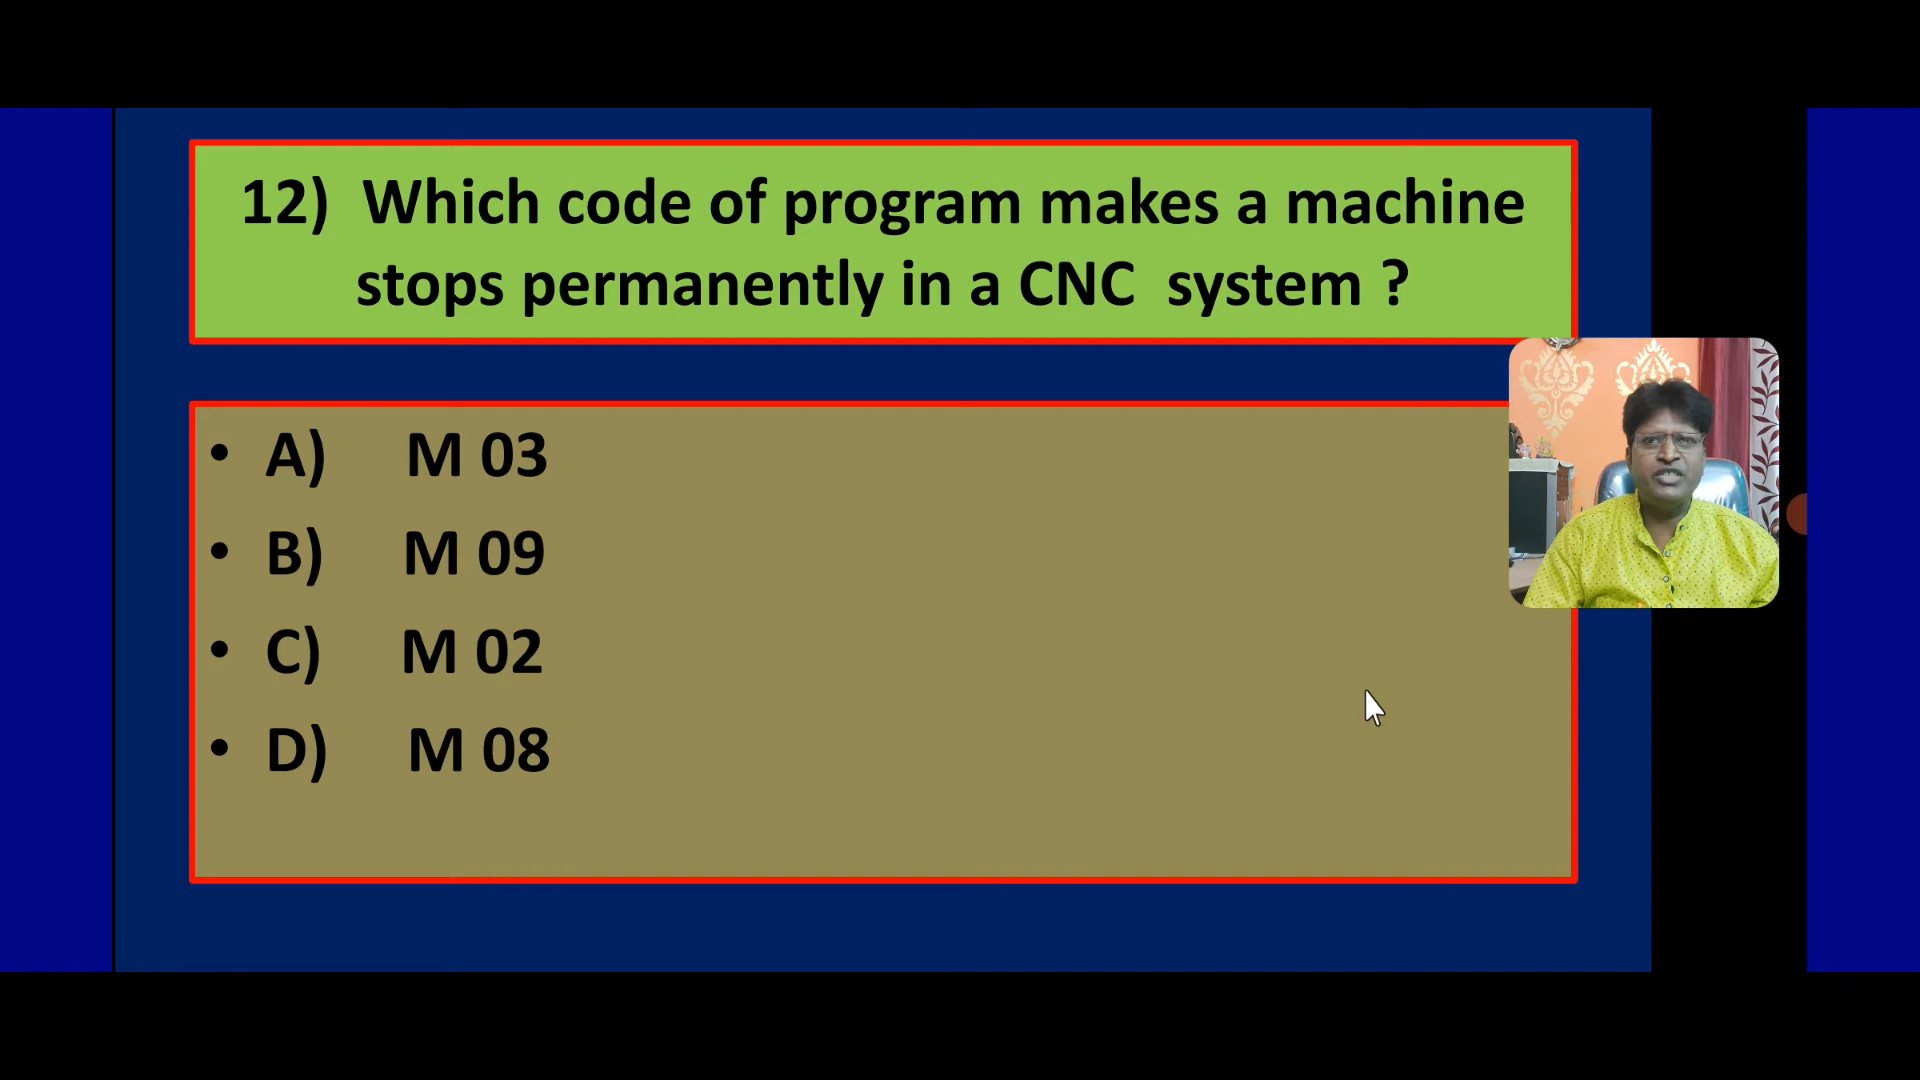 12) Which code of program makes a machine
stops permanently in a CNC system ?
• A) M 03
• B) M 09
• C) M 02
• D) M 08